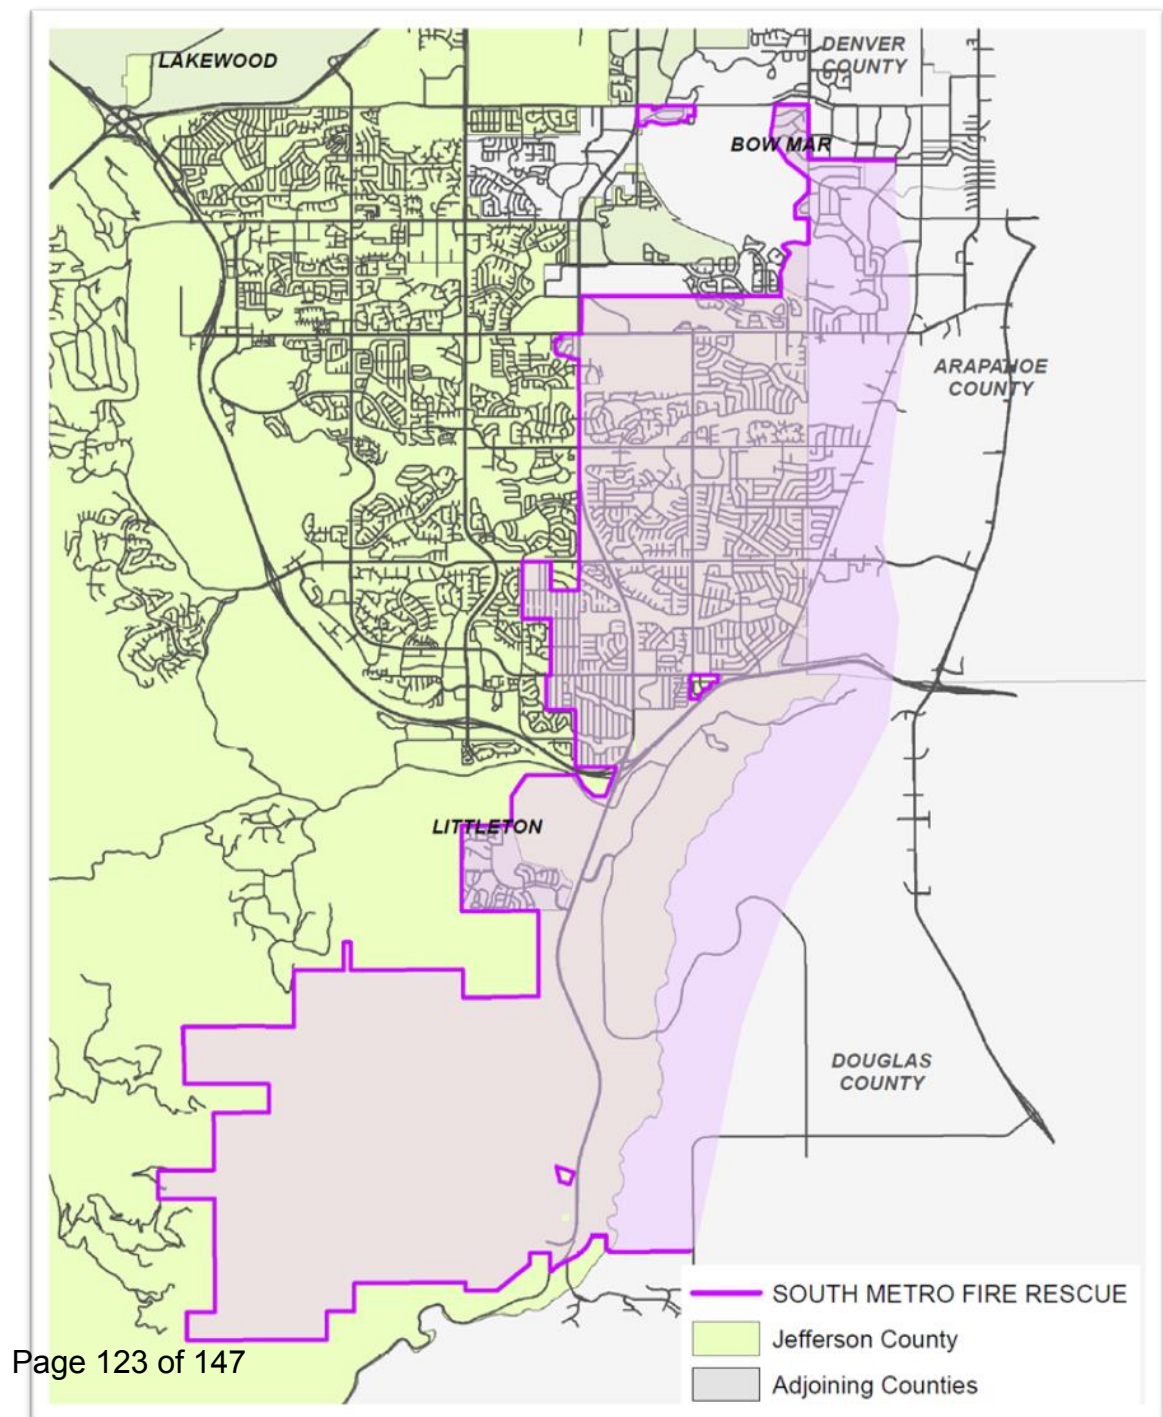 LAKEWOOD
DENVER
COUNTY
BOW MAR
ARAPAHOE
COUNTY
LITTLETON
DOUGLAS
COUNTY
SOUTH METRO FIRE RESCUE
Jefferson County
Adjoining Counties
Page 123 of 147